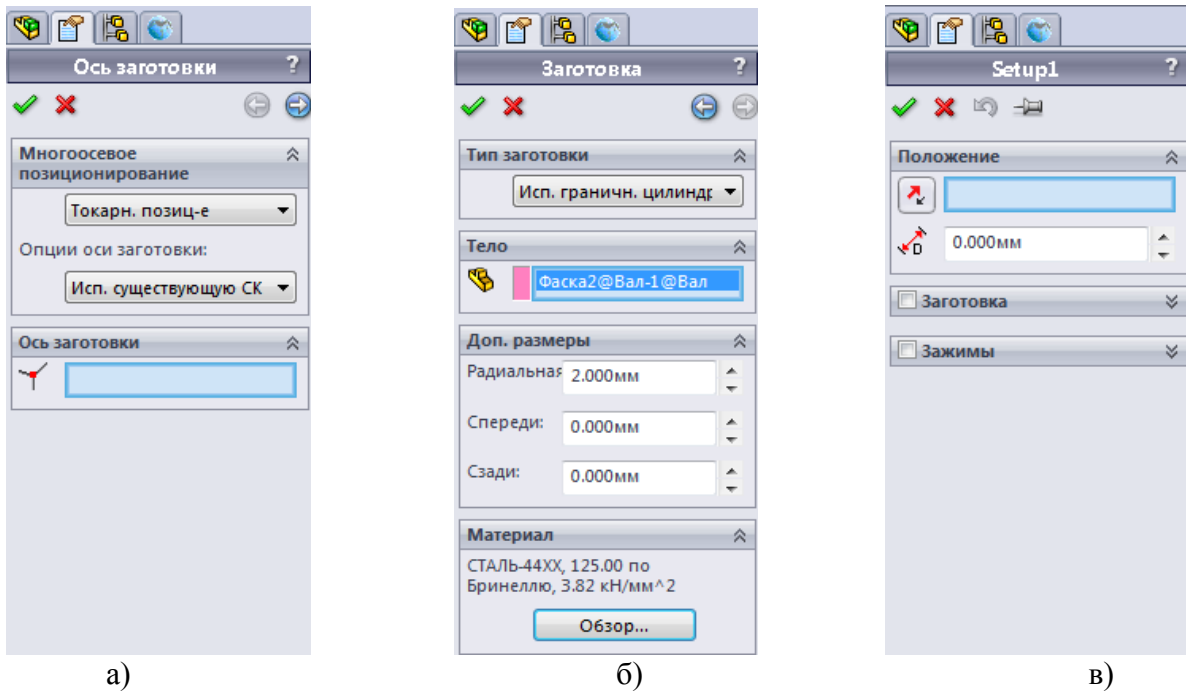 Ось заготовки ?
Многоосевое
позиционирование
Токарн. позиц-е
Опции оси заготовки:
Исп. существующую СК
Ось заготовки
а)
Заготовка ?
Тип заготовки
Исп. граничн. цилиндр
Тело
Фаска2@Вал-1@Вал
Доп. размеры
Радиальная 2.000мм
Спереди: 0.000мм
Сзади: 0.000мм
Материал
СТАЛЬ-44XX, 125.00 по
Бринеллю, 3.82 кН/мм^2
Обзор...
б)
Setup1 ?
Положение
D 0.000мм
Заготовка
Зажимы
в)